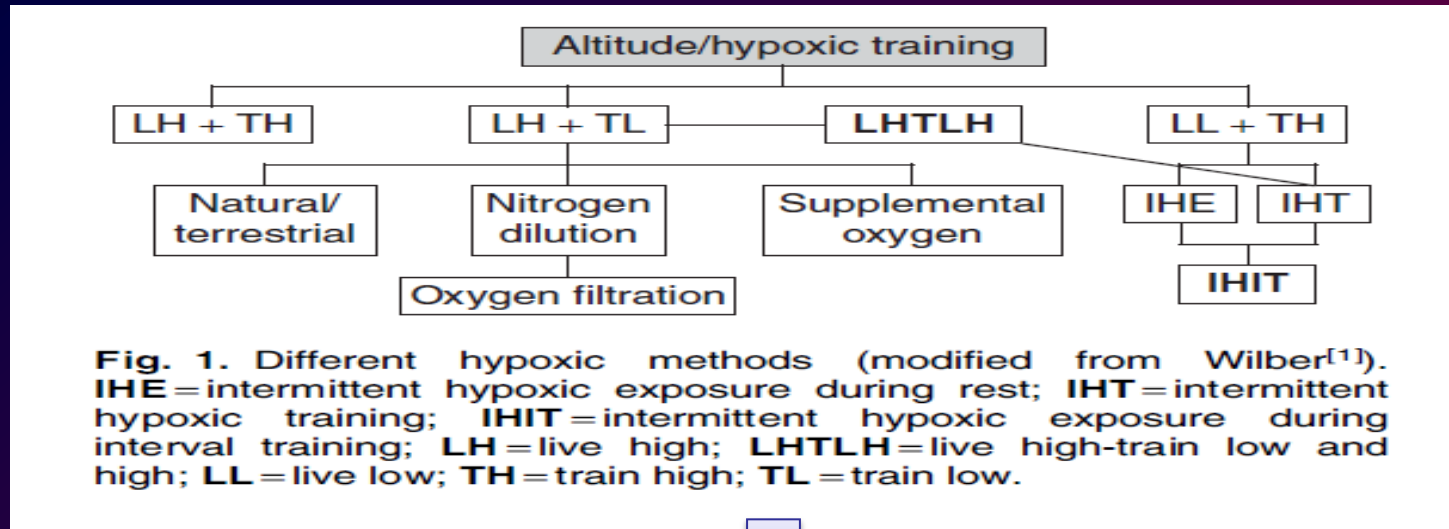 Altitude/hypoxic training
LH + TH
LH + TL
LHTLH
LL + TH
Natural/
terrestrial
Nitrogen
dilution
Supplemental
oxygen
IHE
IHT
Oxygen filtration
IHIT
Fig. 1. Different hypoxic methods (modified from Wilber[1]).
IHE = intermittent hypoxic exposure during rest; IHT = intermittent
hypoxic training; IHIT = intermittent hypoxic exposure during
interval training; LH = live high; LHTLH = live high-train low and
high; LL = live low; TH = train high; TL = train low.